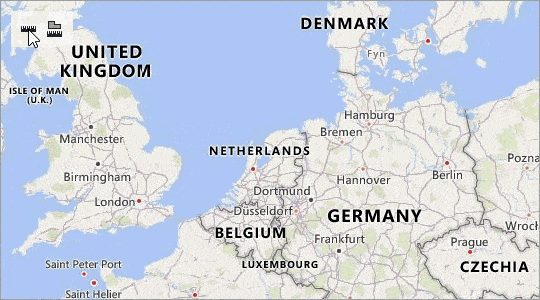 DENMARK
UNITED
KINGDOM
Fyn
ISLE OF MAN
(U.K.)
Hamburg
Manchester
Bremen
NETHERLANDS
Birmingham
Hannover
Berlin
Pozna
Dortmund
London
Düsseldorf
GERMANY
Wrocł
BELGIUM
Frankfurt
Prague
Saint Peter Port
LUXEMBOURG
CZECHIA
Saint Helier